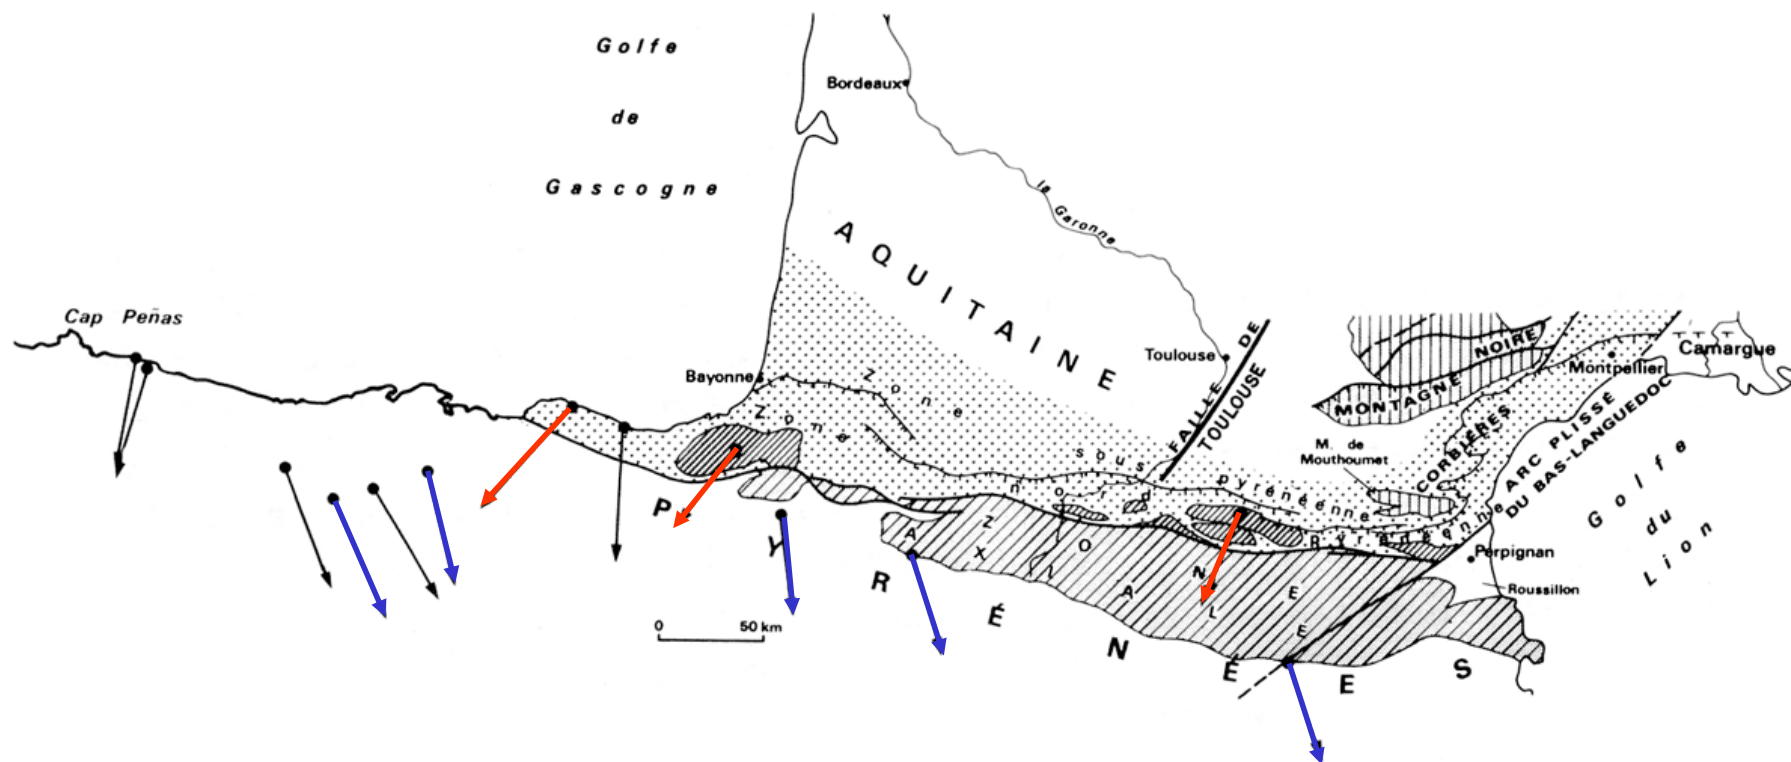 Golfe
de
Gascogne
Bordeaux
la Garonne
AQUITAINE
Cap Peñas
Bayonne
Toulouse
FAILLE DE
TOULOUSE
MONTAGNE NOIRE
Montpellier
Camargue
Zone sous pyrénéenne
Zone nord Pyrénéenne
M. de
Mouthoumet
CORBIÈRES
ARC PLISSÉ
DU BAS-LANGUEDOC
Golfe
du
Lion
Perpignan
Roussillon
ZONE
AXIALE
PYRÉNÉES
0 50 km